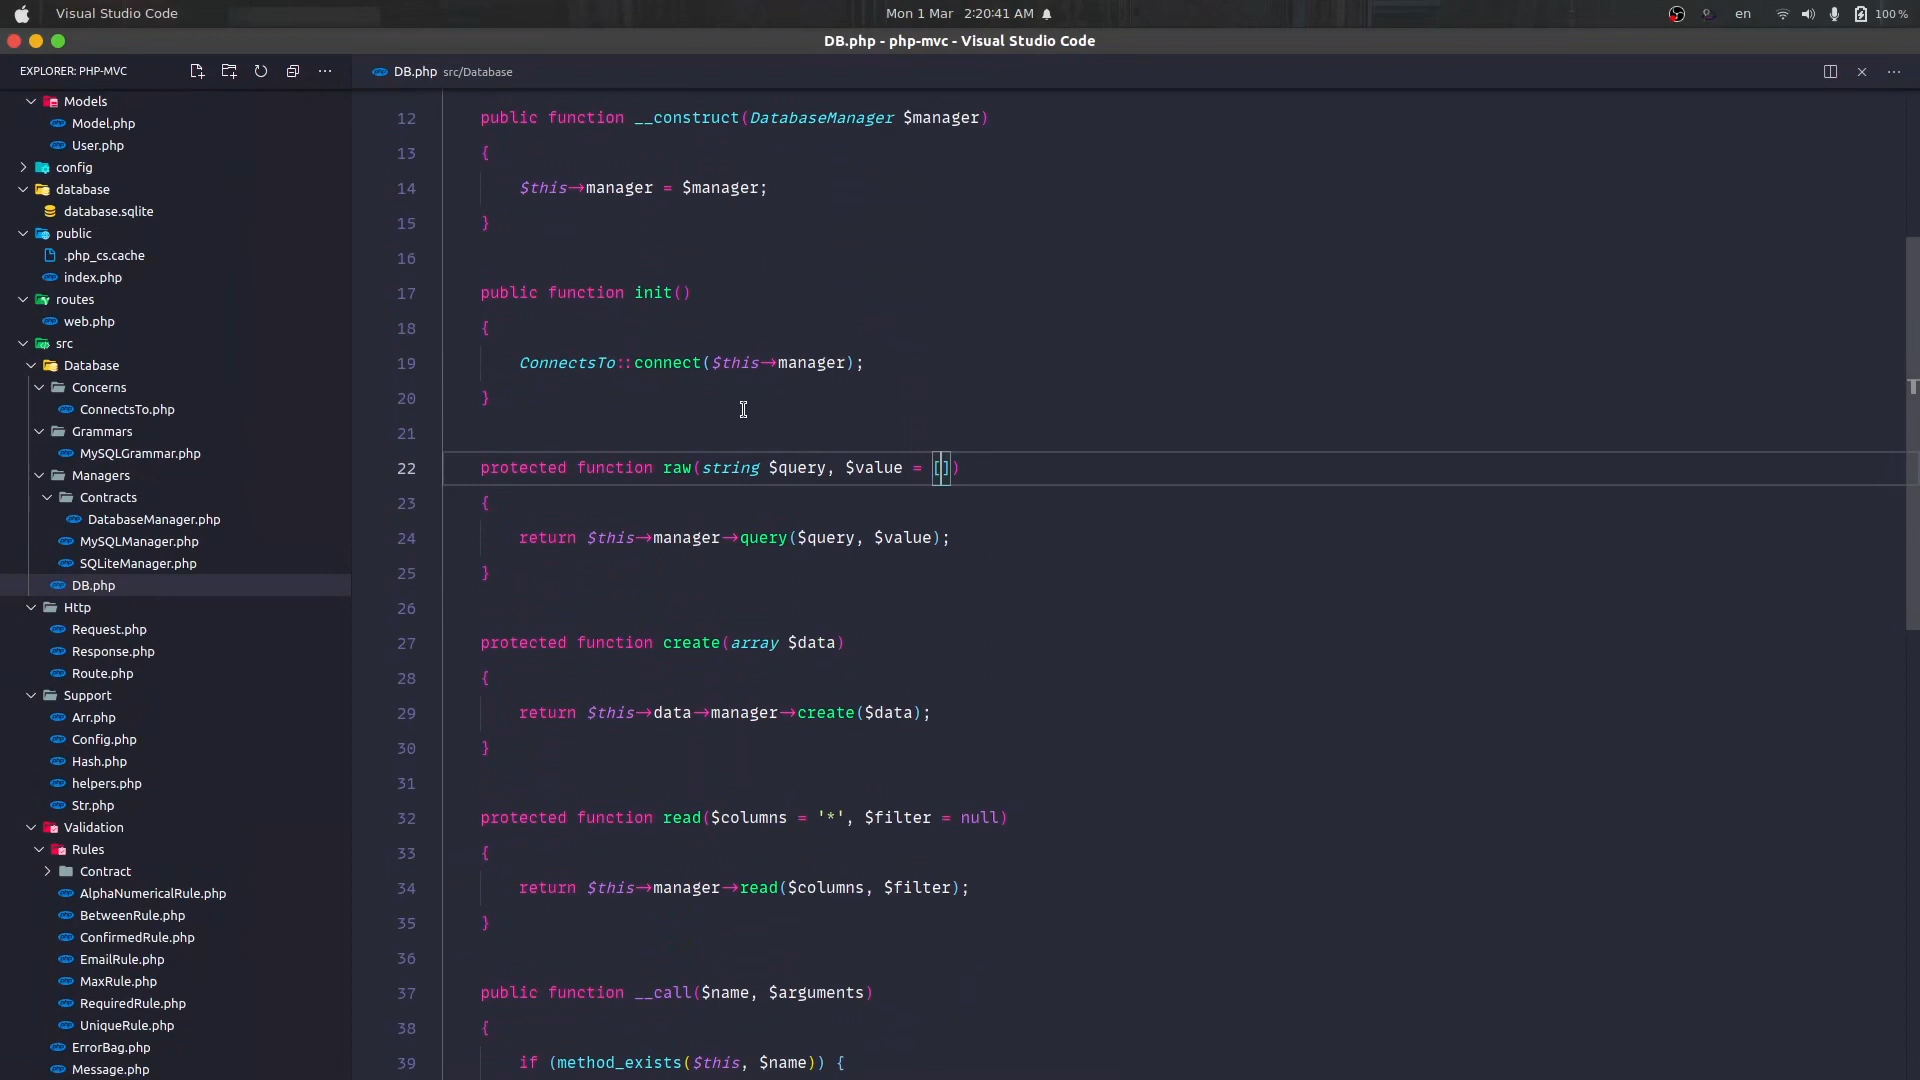 Visual Studio Code
Mon 1 Mar 2:20:41 AM
en
100 %
DB.php - php-mvc - Visual Studio Code
EXPLORER: PHP-MVC
DB.php src/Database
Models
Model.php
User.php
config
database
database.sqlite
public
.php_cs.cache
index.php
routes
web.php
src
Database
Concerns
ConnectsTo.php
Grammars
MySQLGrammar.php
Managers
Contracts
DatabaseManager.php
MySQLManager.php
SQLiteManager.php
DB.php
Http
Request.php
Response.php
Route.php
Support
Arr.php
Config.php
Hash.php
helpers.php
Str.php
Validation
Rules
Contract
AlphaNumericalRule.php
BetweenRule.php
ConfirmedRule.php
EmailRule.php
MaxRule.php
RequiredRule.php
UniqueRule.php
ErrorBag.php
Message.php
12 public function __construct(DatabaseManager $manager)
13 {
14 $this->manager = $manager;
15 }
16
17 public function init()
18 {
19 ConnectsTo::connect($this->manager);
20 }
21
22 protected function raw(string $query, $value = [])
23 {
24 return $this->manager->query($query, $value);
25 }
26
27 protected function create(array $data)
28 {
29 return $this->data->manager->create($data);
30 }
31
32 protected function read($columns = '*', $filter = null)
33 {
34 return $this->manager->read($columns, $filter);
35 }
36
37 public function __call($name, $arguments)
38 {
39 if (method_exists($this, $name)) {